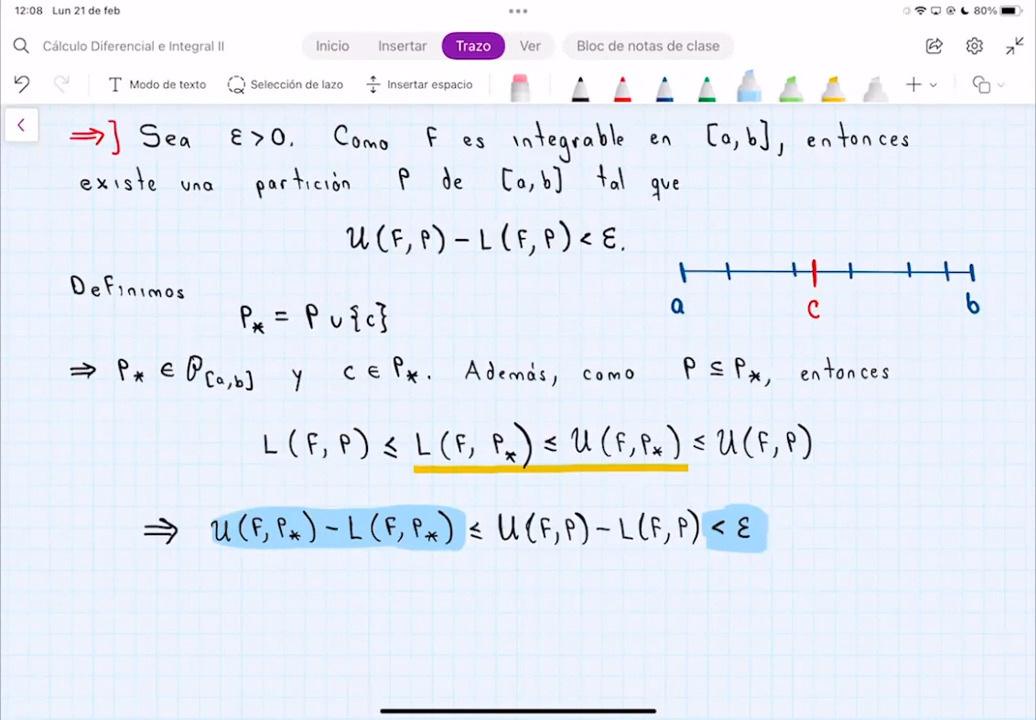 12:08 Lun 21 de feb
80%
Cálculo Diferencial e Integral II
Inicio Insertar Trazo Ver Bloc de notas de clase
Modo de texto Selección de lazo Insertar espacio
⇒] Sea ε > 0. Como f es integrable en [a, b], entonces
existe una partición P de [a, b] tal que
U(f, P) − L(f, P) < ε.
Definimos
P* = P ∪ {c}
a c b
⇒ P* ∈ 𝒫[a,b] y c ∈ P*. Además, como P ⊆ P*, entonces
L(f, P) ≤ L(f, P*) ≤ U(f, P*) ≤ U(f, P)
⇒ U(f, P*) − L(f, P*) ≤ U(f, P) − L(f, P) < ε